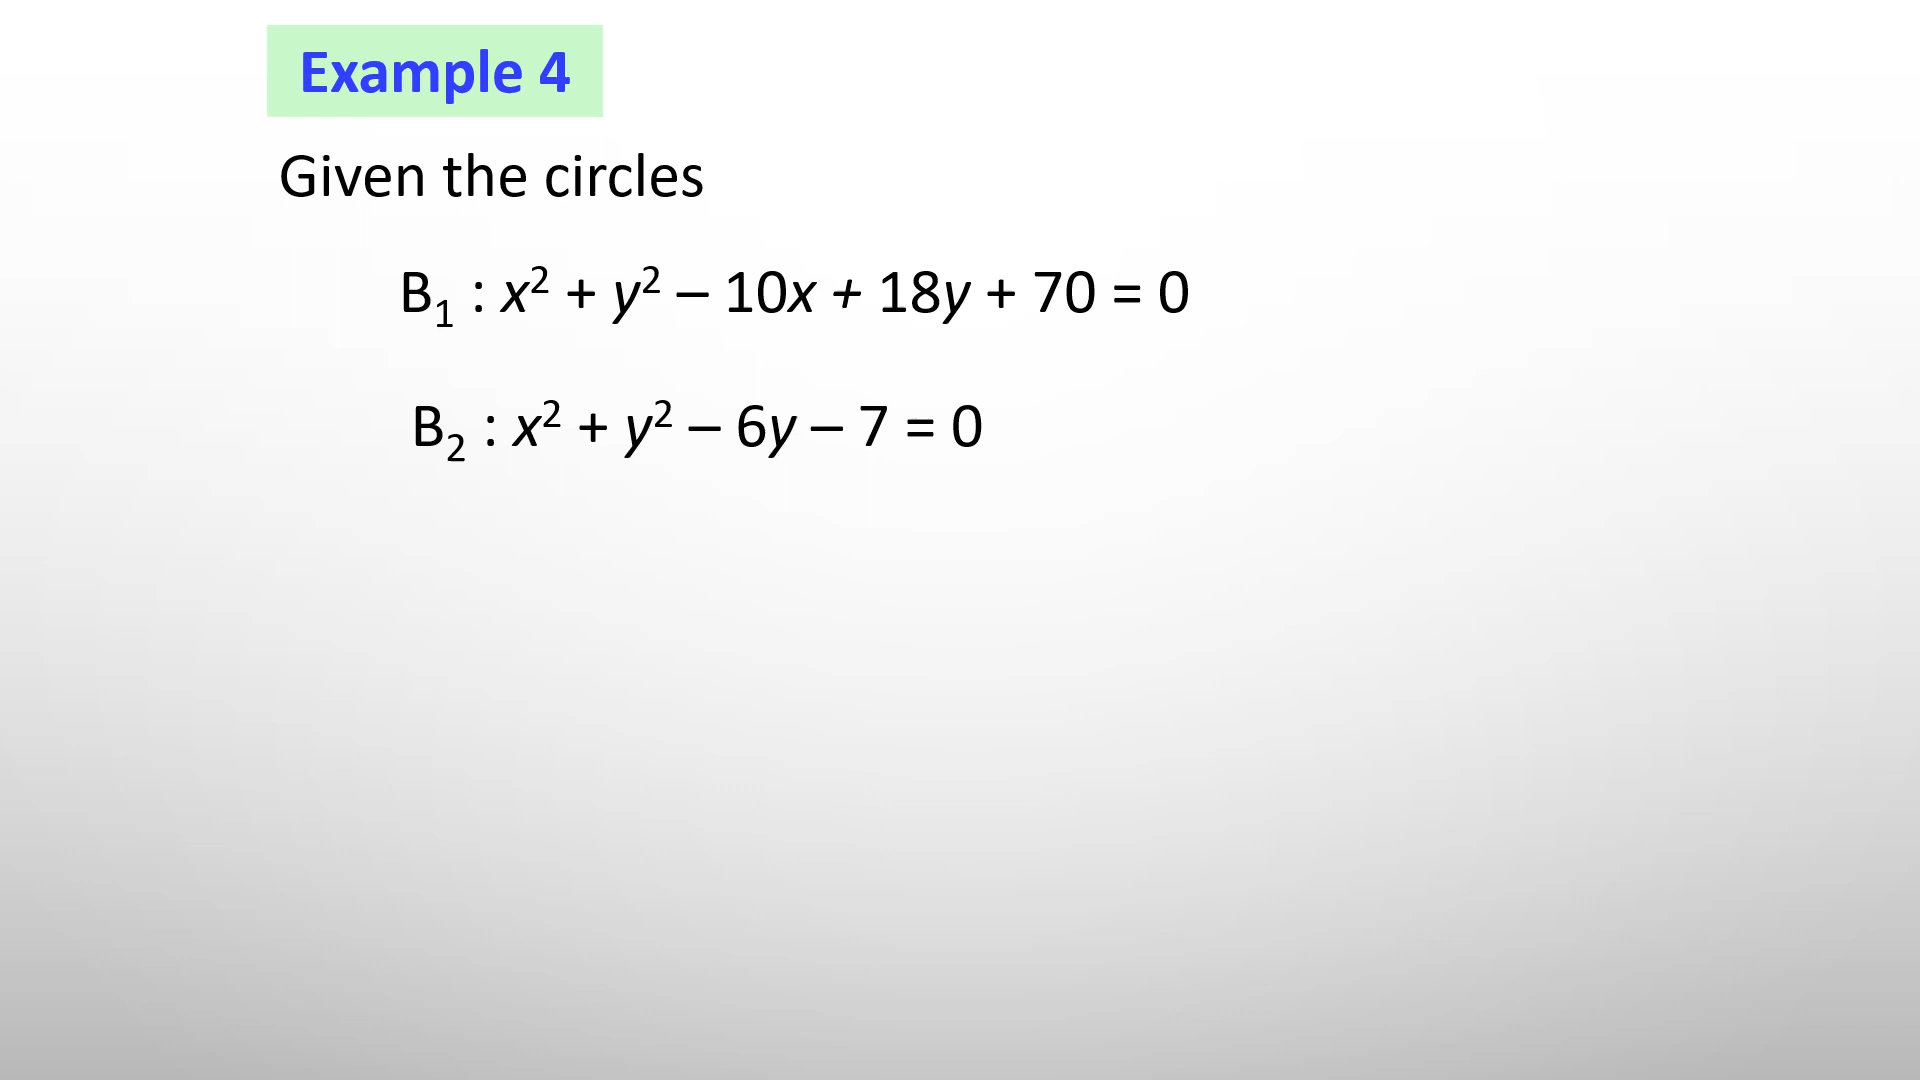 Example 4
Given the circles
B₁ : x² + y² – 10x + 18y + 70 = 0
B₂ : x² + y² – 6y – 7 = 0